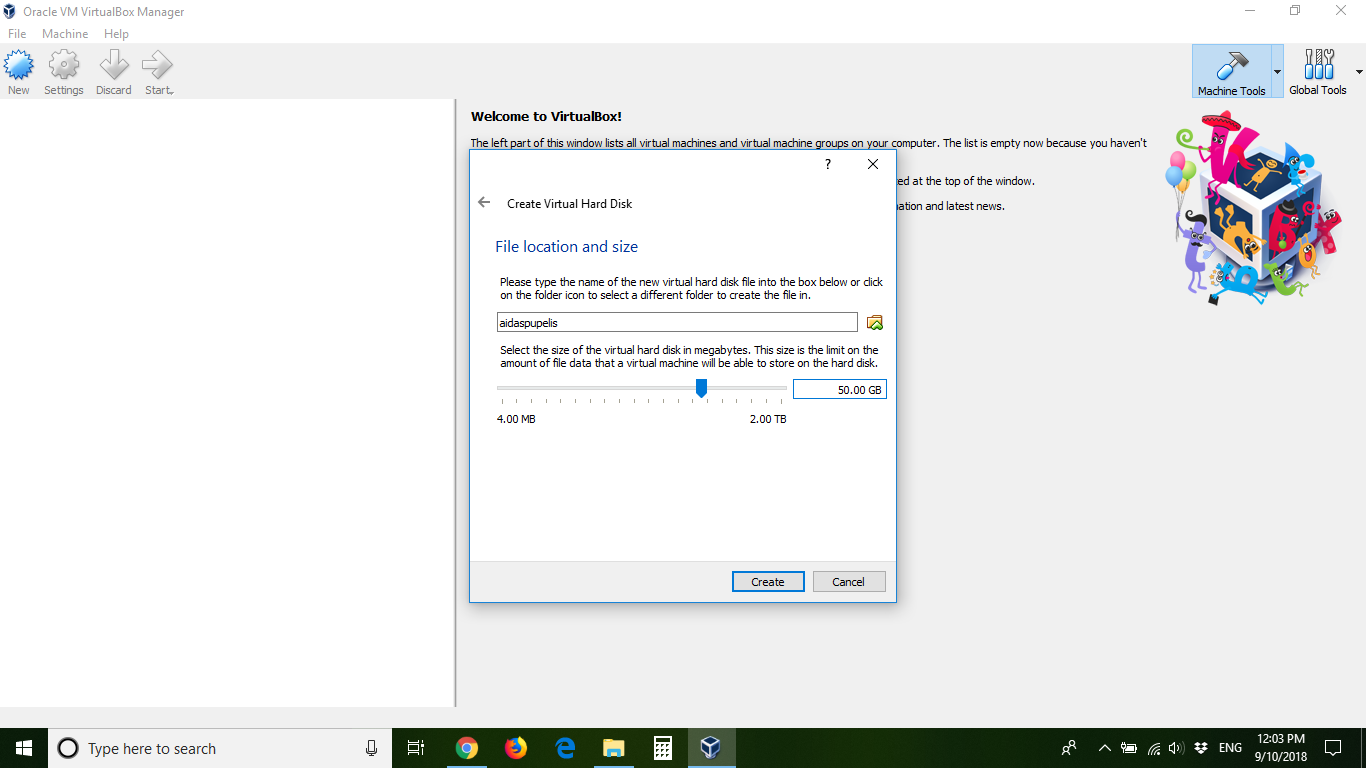 Oracle VM VirtualBox Manager
File Machine Help
New Settings Discard Start
Machine Tools Global Tools
Welcome to VirtualBox!
The left part of this window lists all virtual machines and virtual machine groups on your computer. The list is empty now because you haven't
at the top of the window.
and latest news.
?
Create Virtual Hard Disk
File location and size
Please type the name of the new virtual hard disk file into the box below or click
on the folder icon to select a different folder to create the file in.
aidaspupelis
Select the size of the virtual hard disk in megabytes. This size is the limit on the
amount of file data that a virtual machine will be able to store on the hard disk.
50.00 GB
4.00 MB 2.00 TB
Create Cancel
Type here to search
ENG
12:03 PM
9/10/2018